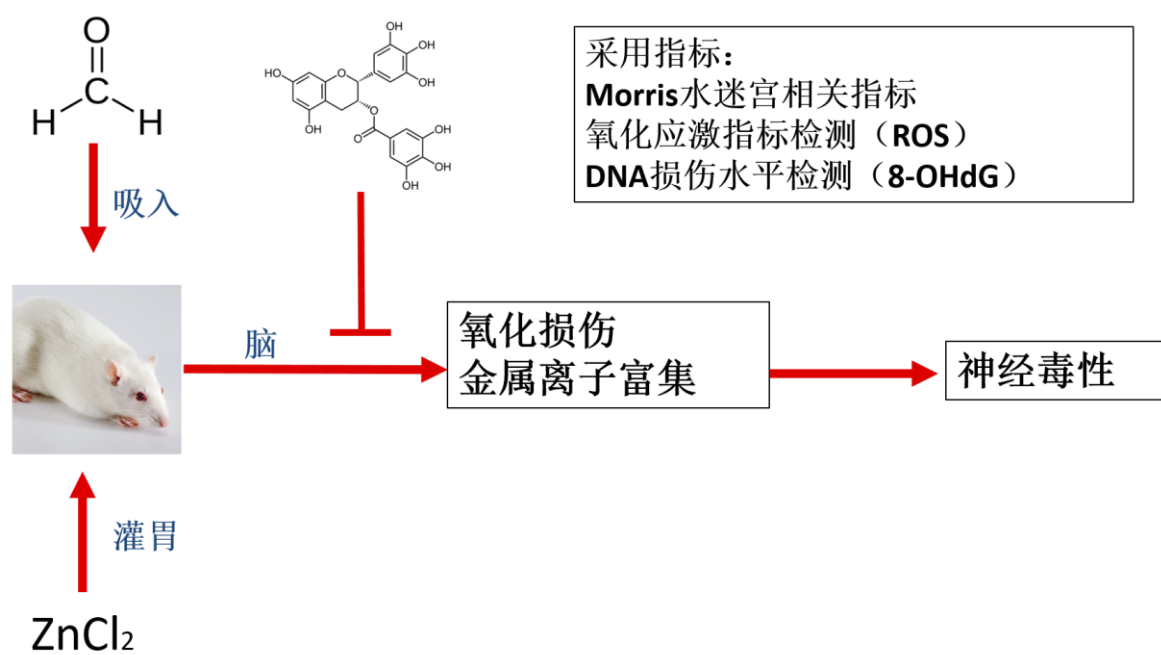 O
C
H
H
OH
OH
OH
HO
O
OH
O
O
OH
OH
OH
吸入
采用指标：
Morris水迷宫相关指标
氧化应激指标检测（ROS）
DNA损伤水平检测（8-OHdG）
脑
氧化损伤
金属离子富集
神经毒性
灌胃
ZnCl₂